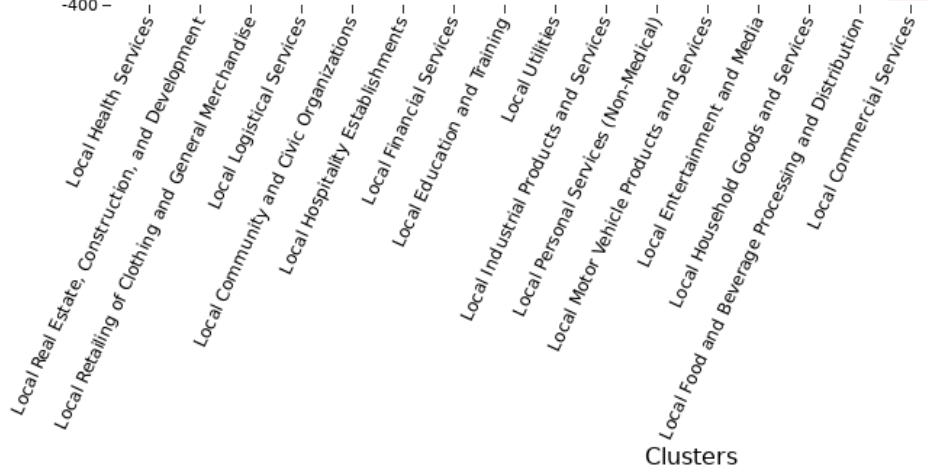 -400
Local Health Services
Local Real Estate, Construction, and Development
Local Retailing of Clothing and General Merchandise
Local Logistical Services
Local Community and Civic Organizations
Local Hospitality Establishments
Local Financial Services
Local Education and Training
Local Utilities
Local Industrial Products and Services
Local Personal Services (Non-Medical)
Local Motor Vehicle Products and Services
Local Entertainment and Media
Local Household Goods and Services
Local Food and Beverage Processing and Distribution
Local Commercial Services
Clusters